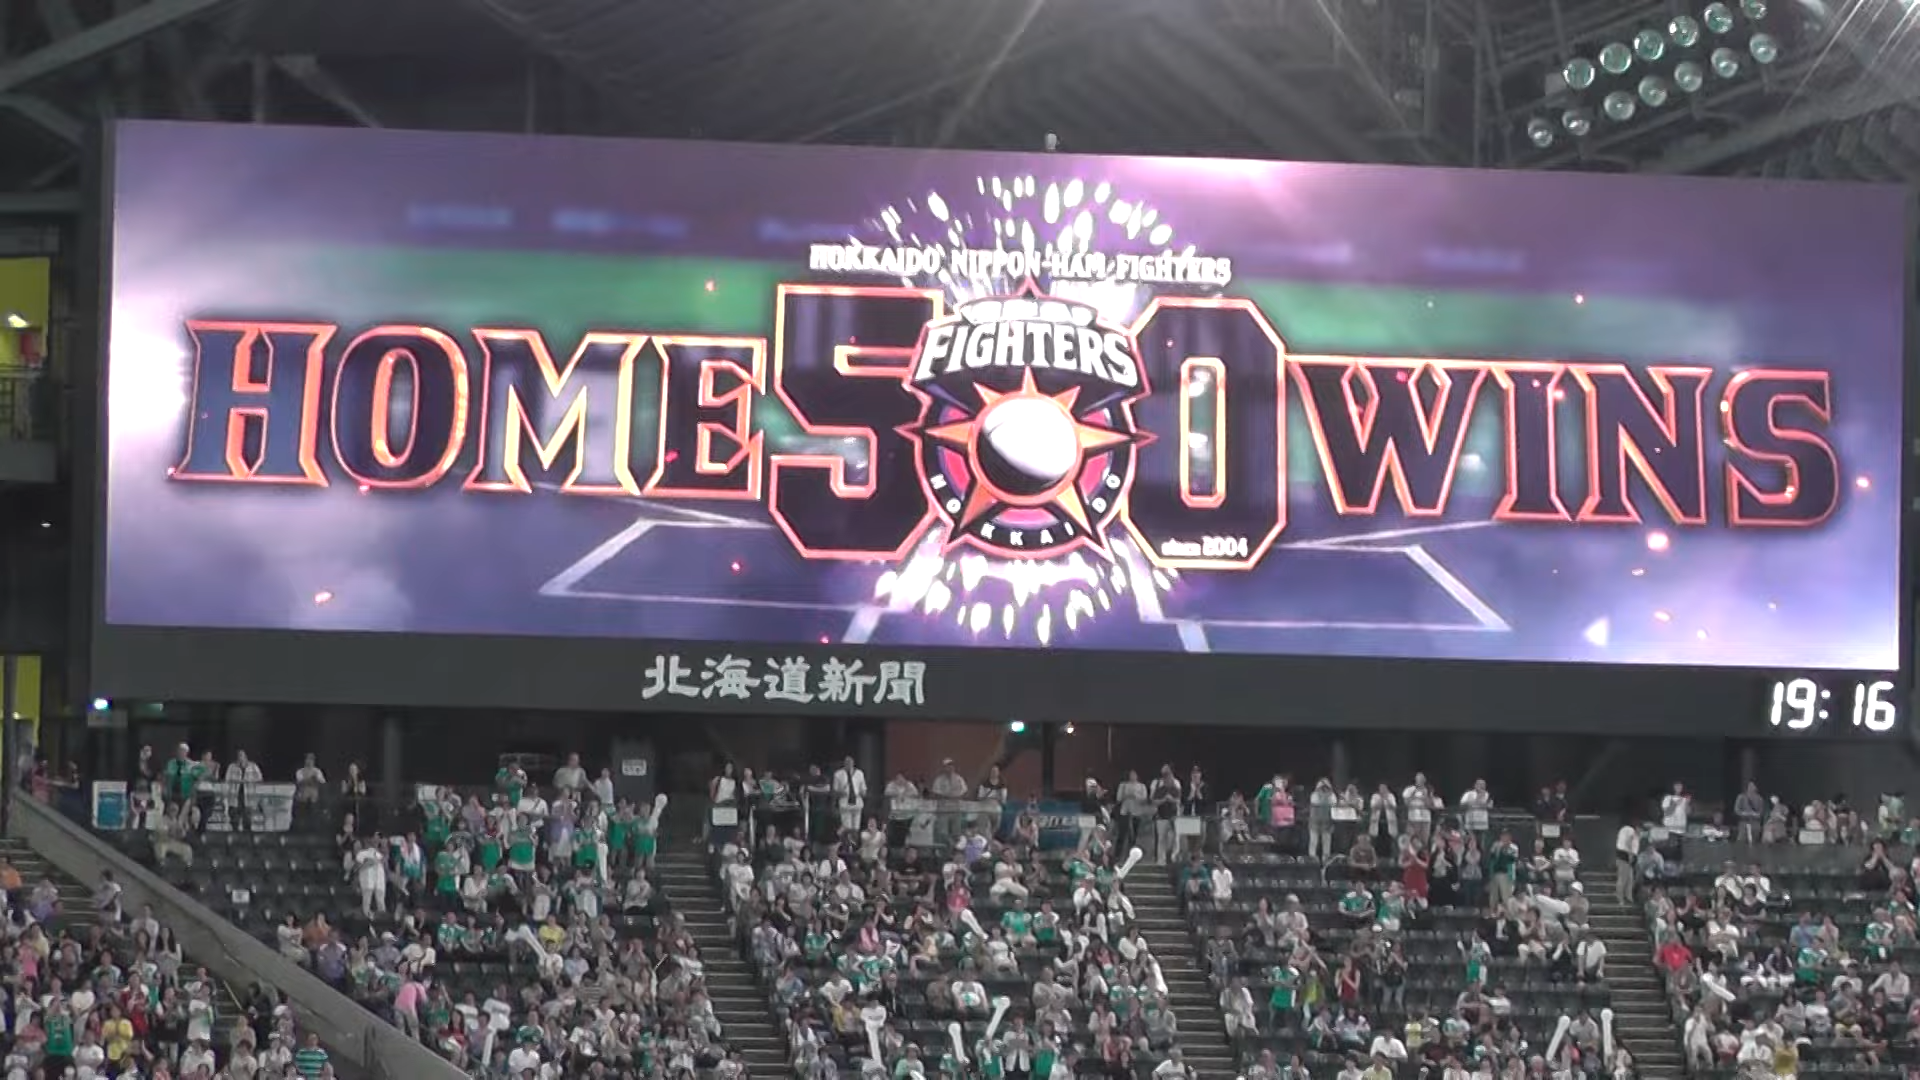 HOKKAIDO NIPPON-HAM FIGHTERS
HOME 500 WINS
FIGHTERS
HOKKAIDO
since 2004
北海道新聞
19:16